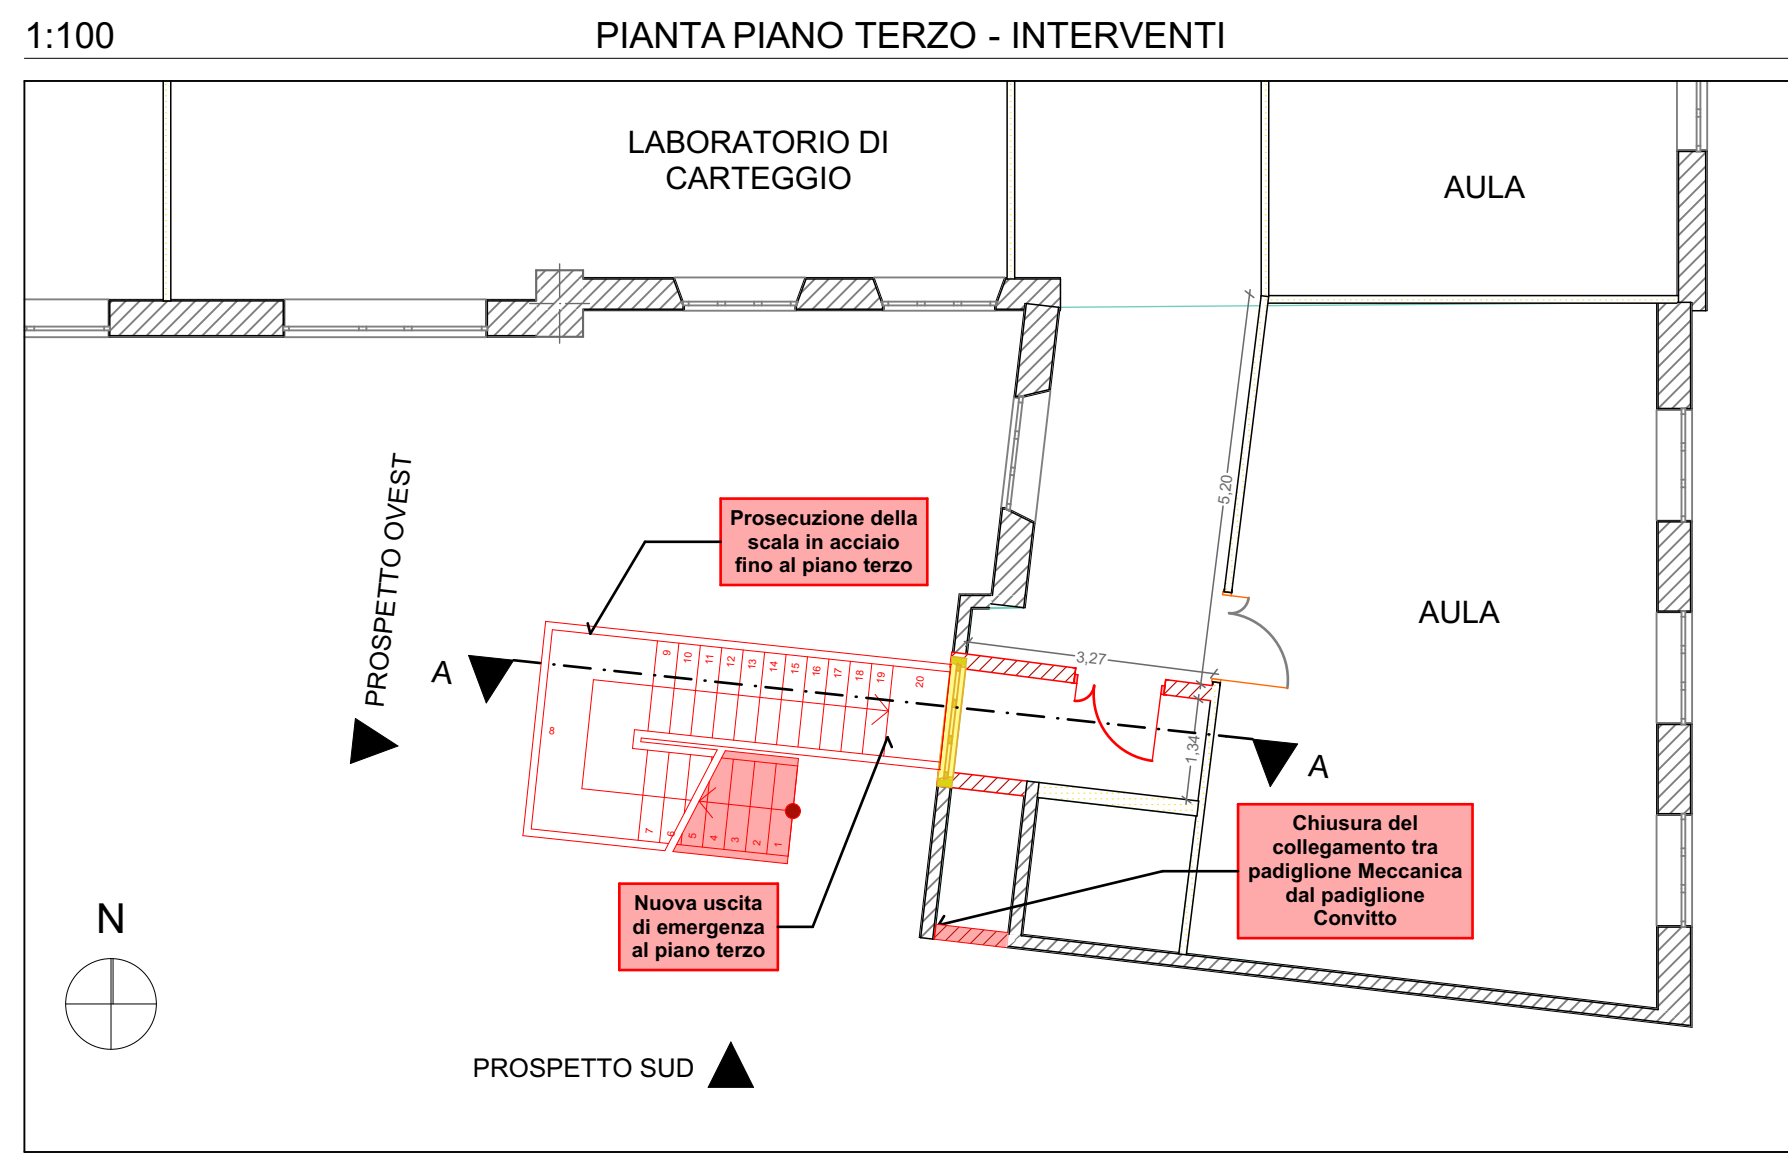 1:100
PIANTA PIANO TERZO - INTERVENTI
LABORATORIO DI
CARTEGGIO
AULA
PROSPETTO OVEST
Prosecuzione della
scala in acciaio
fino al piano terzo
5,20
AULA
A
3,27
9
10
11
12
13
14
15
16
17
18
19
20
8
1,34
A
7
6
5
4
3
2
1
Chiusura del
collegamento tra
padiglione Meccanica
dal padiglione
Convitto
Nuova uscita
di emergenza
al piano terzo
N
PROSPETTO SUD